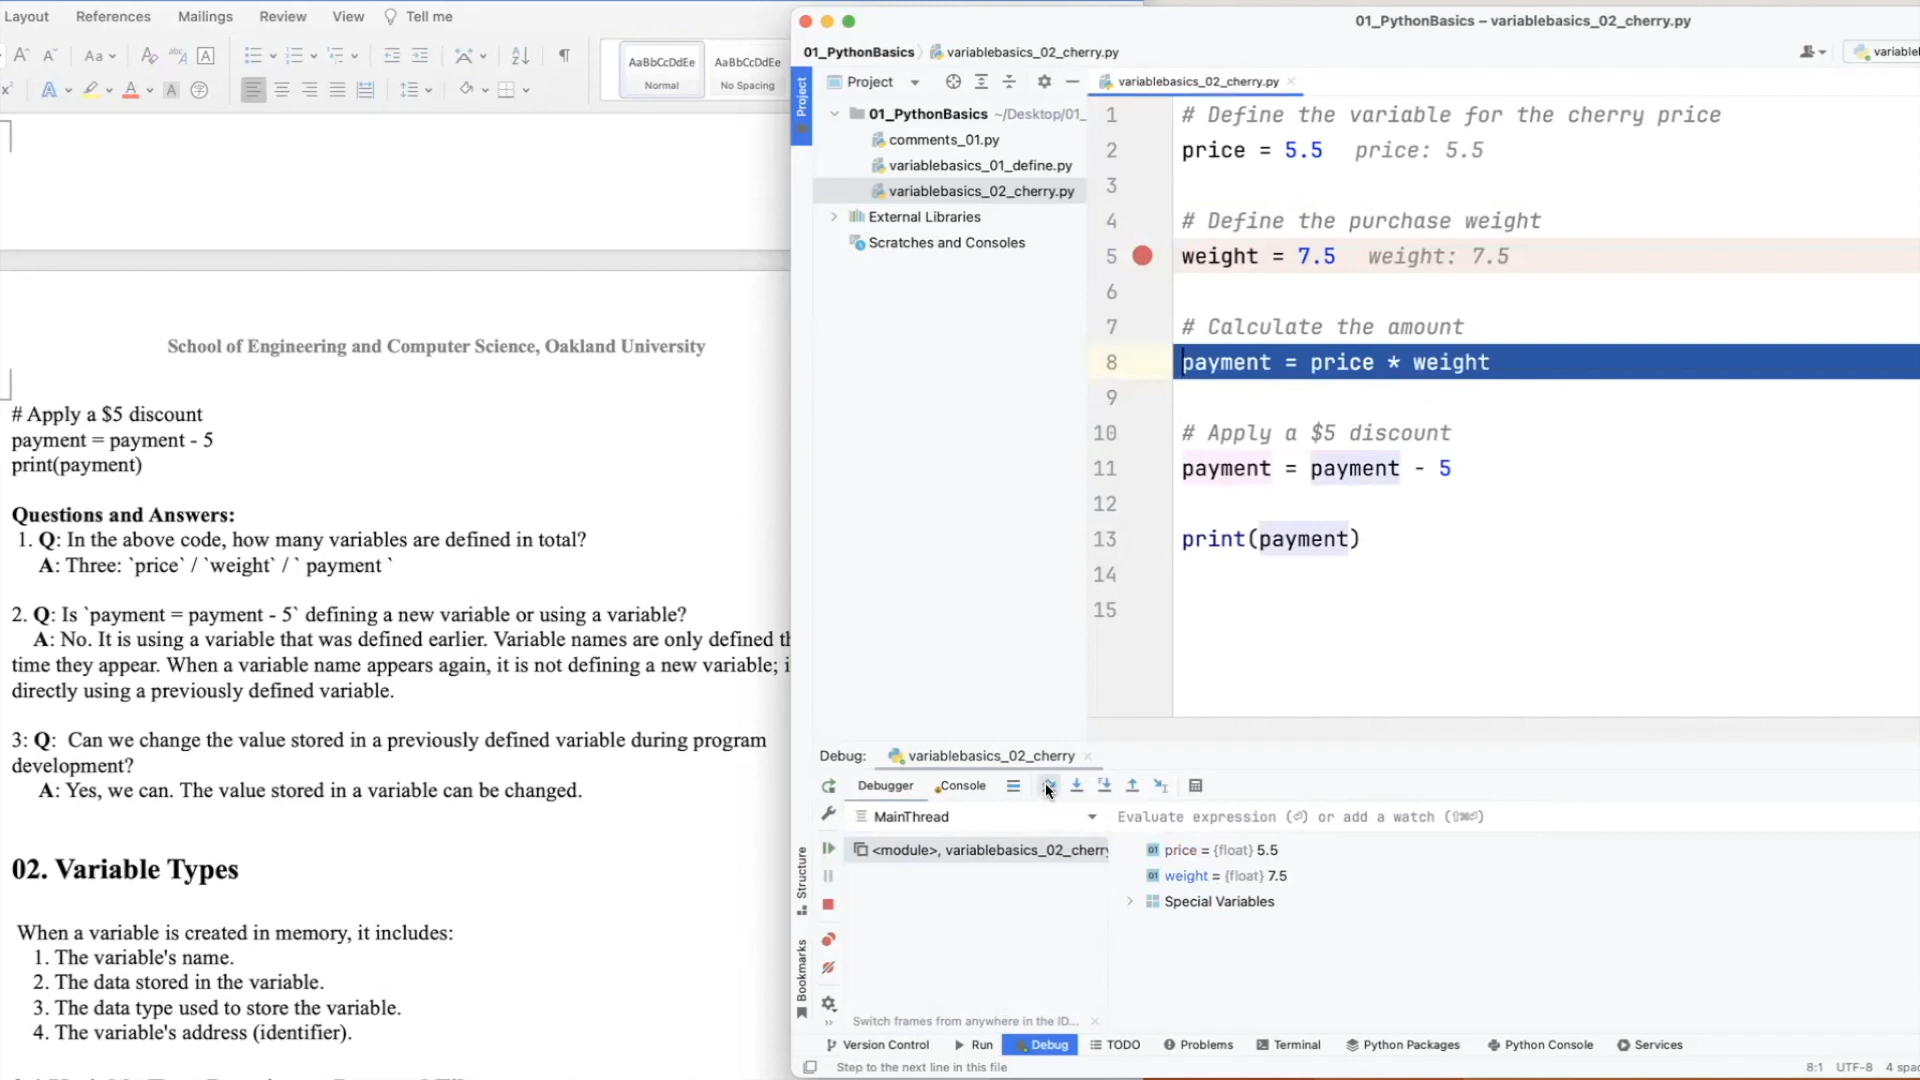 Layout References Mailings Review View Tell me
Aa
AaBbCcDdEe AaBbCcDdEe
Normal No Spacing
School of Engineering and Computer Science, Oakland University
# Apply a $5 discount
payment = payment - 5
print(payment)
Questions and Answers:
1. Q: In the above code, how many variables are defined in total?
A: Three: `price` / `weight` / ` payment `
2. Q: Is `payment = payment - 5` defining a new variable or using a variable?
A: No. It is using a variable that was defined earlier. Variable names are only defined
time they appear. When a variable name appears again, it is not defining a new variable;
directly using a previously defined variable.
3: Q: Can we change the value stored in a previously defined variable during program
development?
A: Yes, we can. The value stored in a variable can be changed.
02. Variable Types
When a variable is created in memory, it includes:
1. The variable's name.
2. The data stored in the variable.
3. The data type used to store the variable.
4. The variable's address (identifier).
01_PythonBasics – variablebasics_02_cherry.py
01_PythonBasics variablebasics_02_cherry.py
Project
Project
variablebasics_02_cherry.py
01_PythonBasics ~/Desktop/01_
comments_01.py
variablebasics_01_define.py
variablebasics_02_cherry.py
External Libraries
Scratches and Consoles
1 # Define the variable for the cherry price
2 price = 5.5 price: 5.5
3
4 # Define the purchase weight
5 weight = 7.5 weight: 7.5
6
7 # Calculate the amount
8 payment = price * weight
9
10 # Apply a $5 discount
11 payment = payment - 5
12
13 print(payment)
14
15
Debug: variablebasics_02_cherry
Debugger Console
MainThread
Evaluate expression (⏎) or add a watch (⇧⌘⏎)
<module>, variablebasics_02_cherry
price = {float} 5.5
weight = {float} 7.5
Special Variables
Structure
Bookmarks
Switch frames from anywhere in the ID...
Version Control Run Debug TODO Problems Terminal Python Packages Python Console Services
Step to the next line in this file
8:1 UTF-8